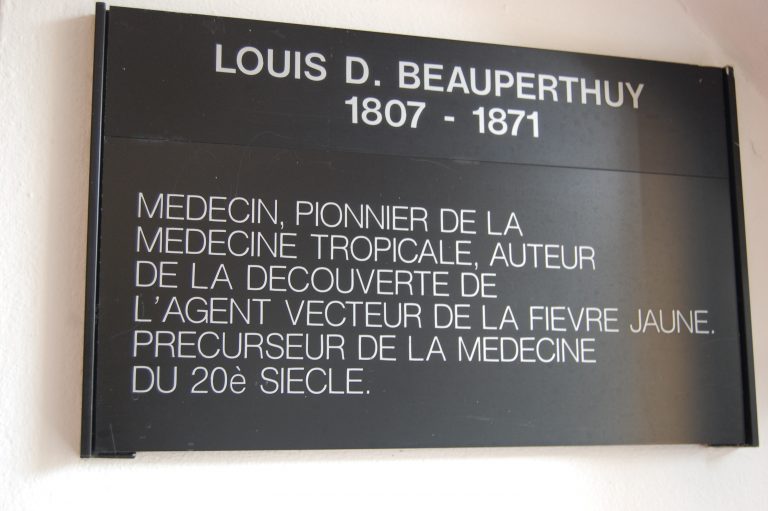 LOUIS D. BEAUPERTHUY
1807 - 1871
MEDECIN, PIONNIER DE LA
MEDECINE TROPICALE, AUTEUR
DE LA DECOUVERTE DE
L'AGENT VECTEUR DE LA FIEVRE JAUNE.
PRECURSEUR DE LA MEDECINE
DU 20è SIECLE.